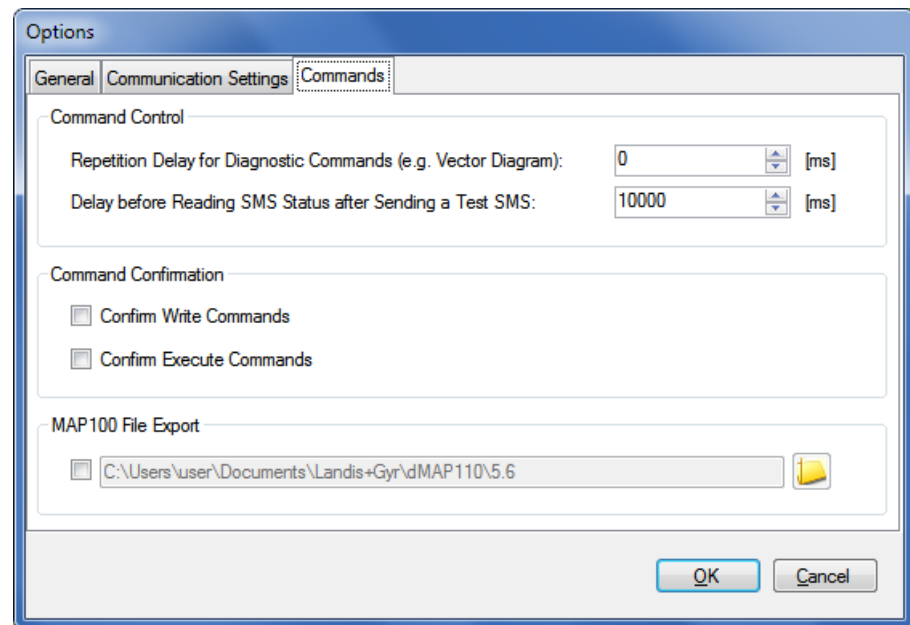 Options
General Communication Settings Commands
Command Control
Repetition Delay for Diagnostic Commands (e.g. Vector Diagram): 0 [ms]
Delay before Reading SMS Status after Sending a Test SMS: 10000 [ms]
Command Confirmation
Confirm Write Commands
Confirm Execute Commands
MAP100 File Export
C:\Users\user\Documents\Landis+Gyr\dMAP110\5.6
OK Cancel